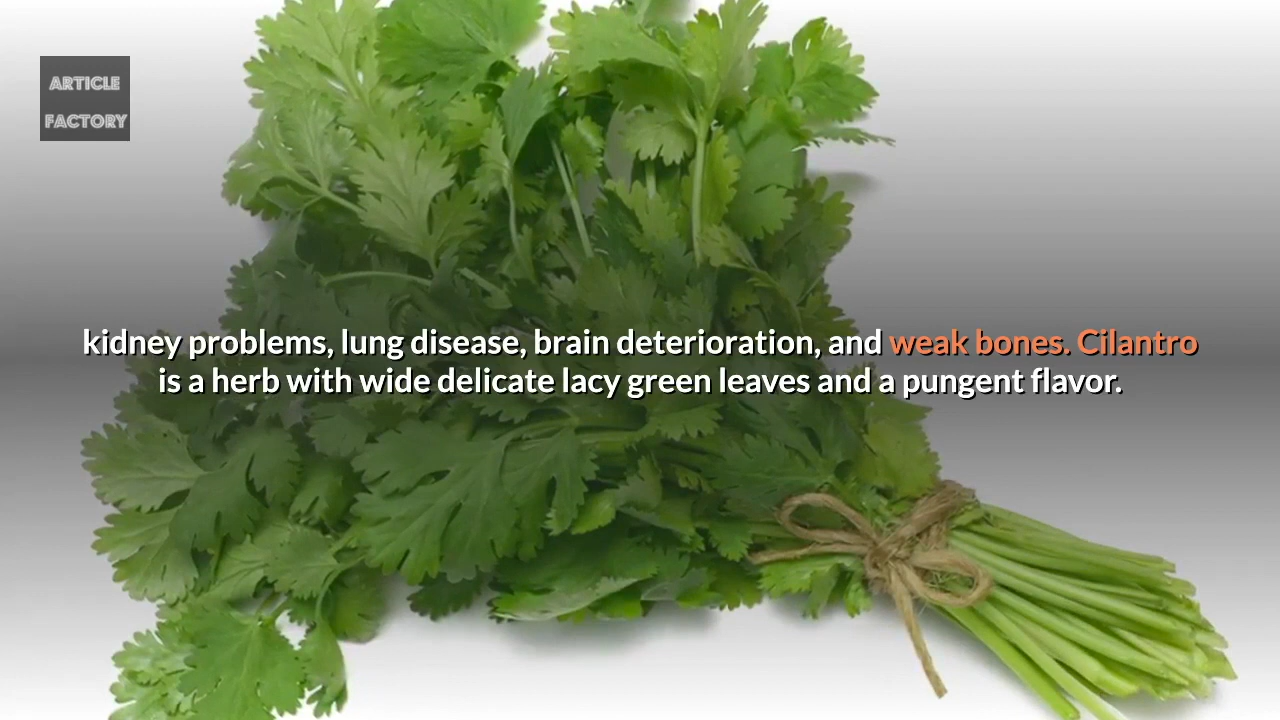 ARTICLE
FACTORY
kidney problems, lung disease, brain deterioration, and weak bones. Cilantro
is a herb with wide delicate lacy green leaves and a pungent flavor.